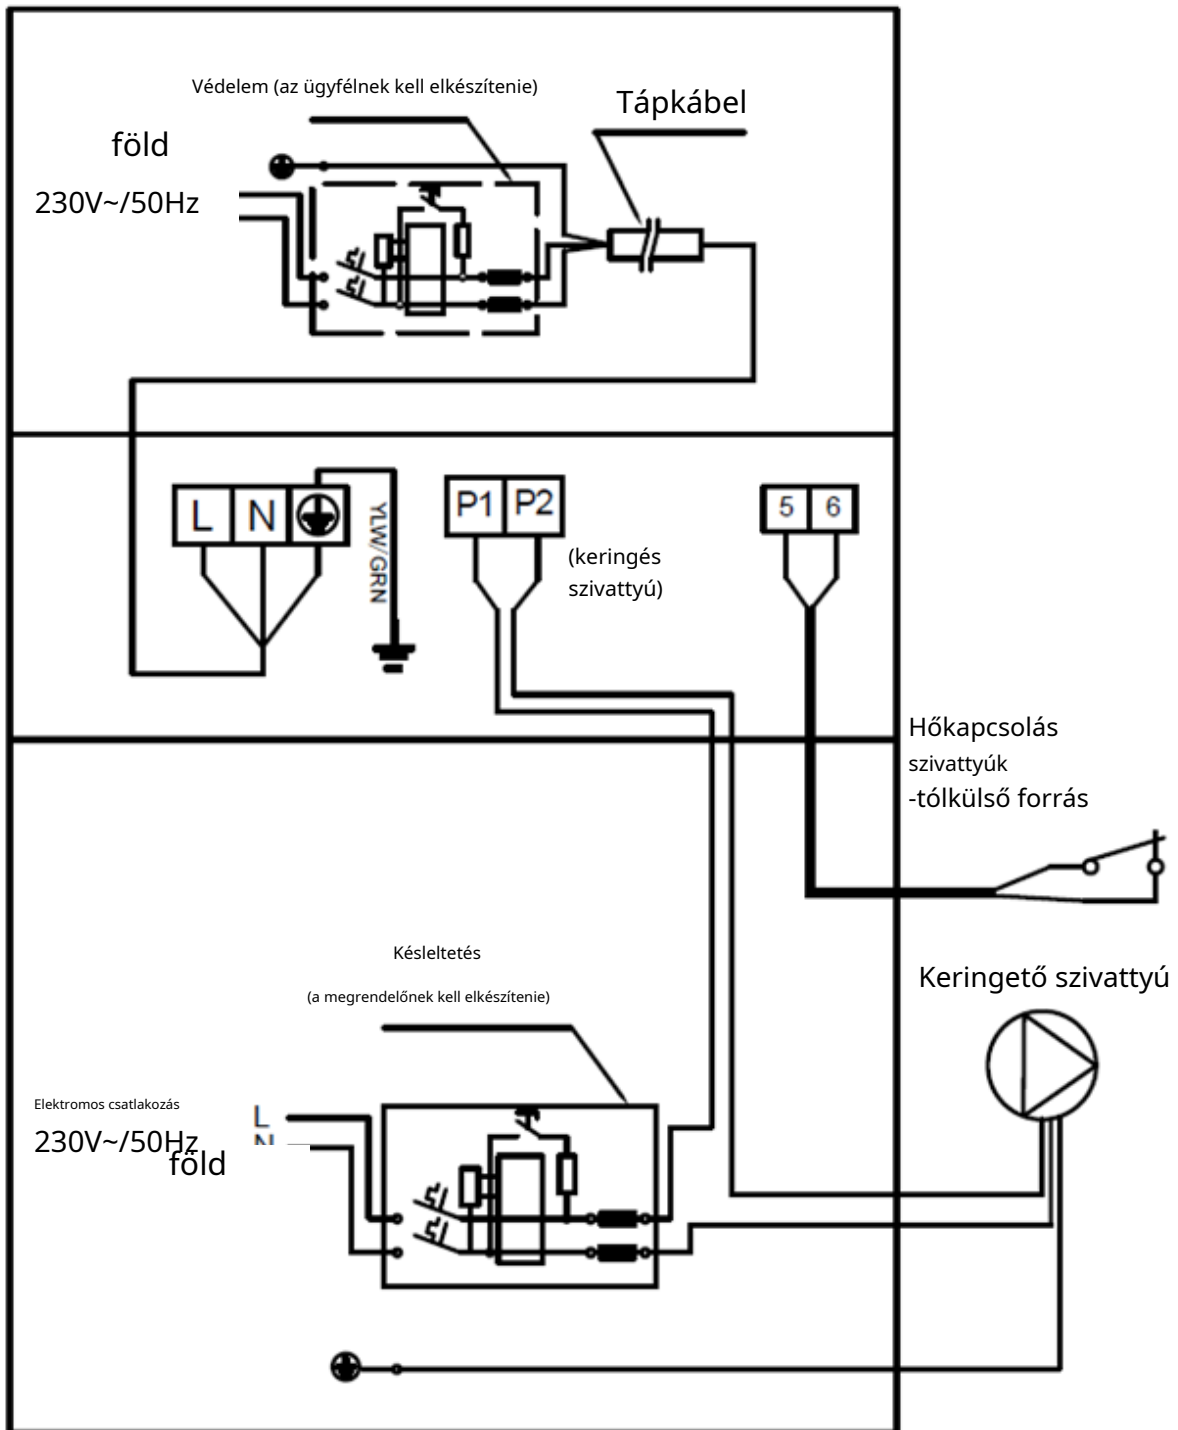 Védelem (az ügyfélnek kell elkészítenie)
Tápkábel
föld
230V~/50Hz
L N
YLW/GRN
P1 P2
(keringés
szivattyú)
5 6
Hőkapcsolás
szivattyúk
-tólkülső forrás
Késleltetés
(a megrendelőnek kell elkészítenie)
Keringető szivattyú
Elektromos csatlakozás
L
230V~/50Hz
N
föld